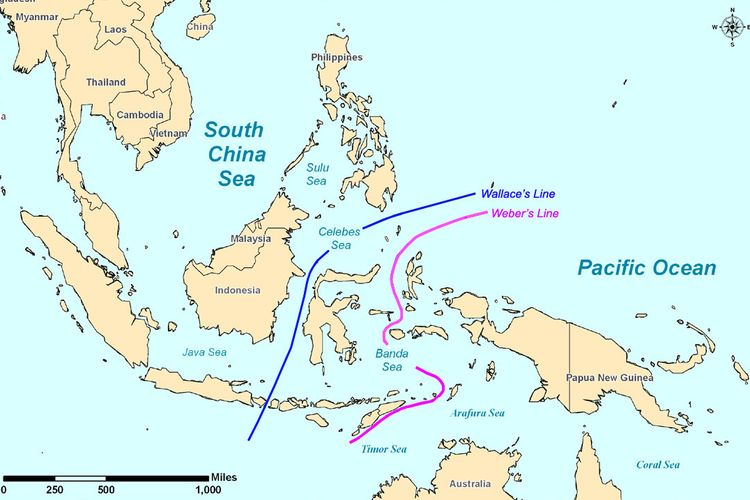 Myanmar
China
N
W
E
S
Laos
Philippines
Thailand
Cambodia
Vietnam
South
China
Sea
Sulu
Sea
Wallace's Line
Weber's Line
Celebes
Sea
Malaysia
Pacific Ocean
Indonesia
Java Sea
Banda
Sea
Papua New Guinea
Arafura Sea
Timor Sea
Coral Sea
Australia
Miles
0
250
500
1,000